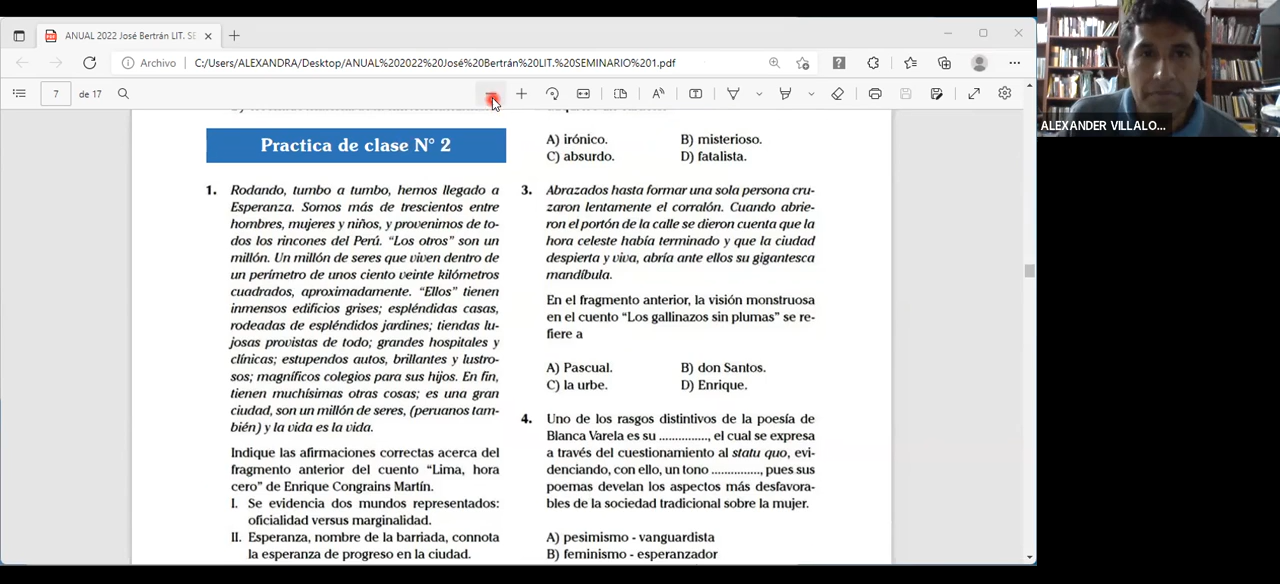 ANUAL 2022 José Bertrán LIT. SE
Archivo
C:/Users/ALEXANDRA/Desktop/ANUAL%202022%20José%20Bertrán%20LIT.%20SEMINARIO%201.pdf
7
de 17
ALEXANDER VILLALO...
Practica de clase N° 2
1. Rodando, tumbo a tumbo, hemos llegado a
Esperanza. Somos más de trescientos entre
hombres, mujeres y niños, y provenimos de to-
dos los rincones del Perú. “Los otros” son un
millón. Un millón de seres que viven dentro de
un perímetro de unos ciento veinte kilómetros
cuadrados, aproximadamente. “Ellos” tienen
inmensos edificios grises; espléndidas casas,
rodeadas de espléndidos jardines; tiendas lu-
josas provistas de todo; grandes hospitales y
clínicas; estupendos autos, brillantes y lustro-
sos; magníficos colegios para sus hijos. En fin,
tienen muchísimas otras cosas; es una gran
ciudad, son un millón de seres, (peruanos tam-
bién) y la vida es la vida.
Indique las afirmaciones correctas acerca del
fragmento anterior del cuento “Lima, hora
cero” de Enrique Congrains Martín.
I. Se evidencia dos mundos representados:
oficialidad versus marginalidad.
II. Esperanza, nombre de la barriada, connota
la esperanza de progreso en la ciudad.
A) irónico. B) misterioso.
C) absurdo. D) fatalista.
3. Abrazados hasta formar una sola persona cru-
zaron lentamente el corralón. Cuando abrie-
ron el portón de la calle se dieron cuenta que la
hora celeste había terminado y que la ciudad
despierta y viva, abría ante ellos su gigantesca
mandíbula.
En el fragmento anterior, la visión monstruosa
en el cuento “Los gallinazos sin plumas” se re-
fiere a
A) Pascual. B) don Santos.
C) la urbe. D) Enrique.
4. Uno de los rasgos distintivos de la poesía de
Blanca Varela es su .............., el cual se expresa
a través del cuestionamiento al statu quo, evi-
denciando, con ello, un tono .............., pues sus
poemas develan los aspectos más desfavora-
bles de la sociedad tradicional sobre la mujer.
A) pesimismo - vanguardista
B) feminismo - esperanzador